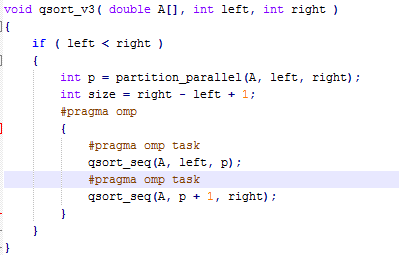 void qsort_v3( double A[], int left, int right )
{
if ( left < right )
{
int p = partition_parallel(A, left, right);
int size = right - left + 1;
#pragma omp
{
#pragma omp task
qsort_seq(A, left, p);
#pragma omp task
qsort_seq(A, p + 1, right);
}
}
}